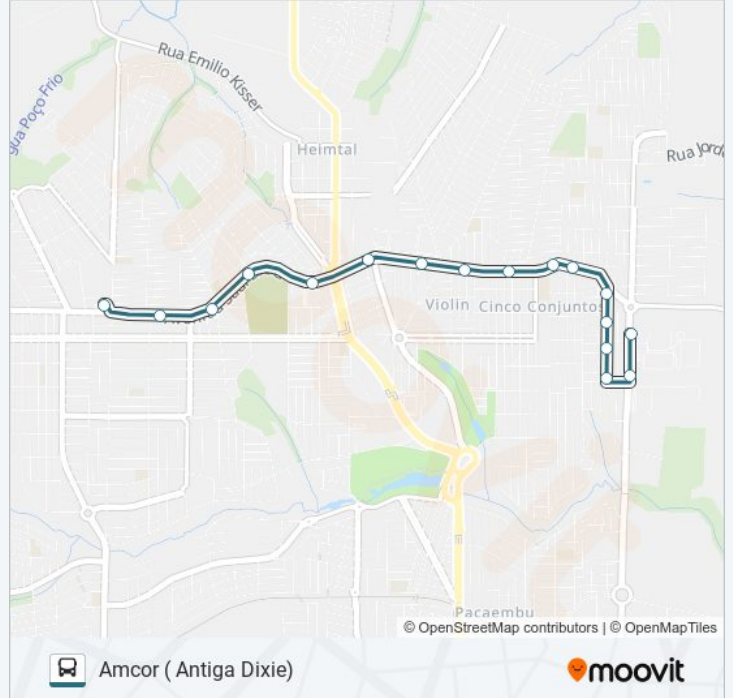 Rua Emilio Kisser
gua Poço Frio
Heimtal
Rua Jord
Violin
Cinco Conjuntos
Pacaembu
© OpenStreetMap contributors | © OpenMapTiles
Amcor ( Antiga Dixie)
moovit